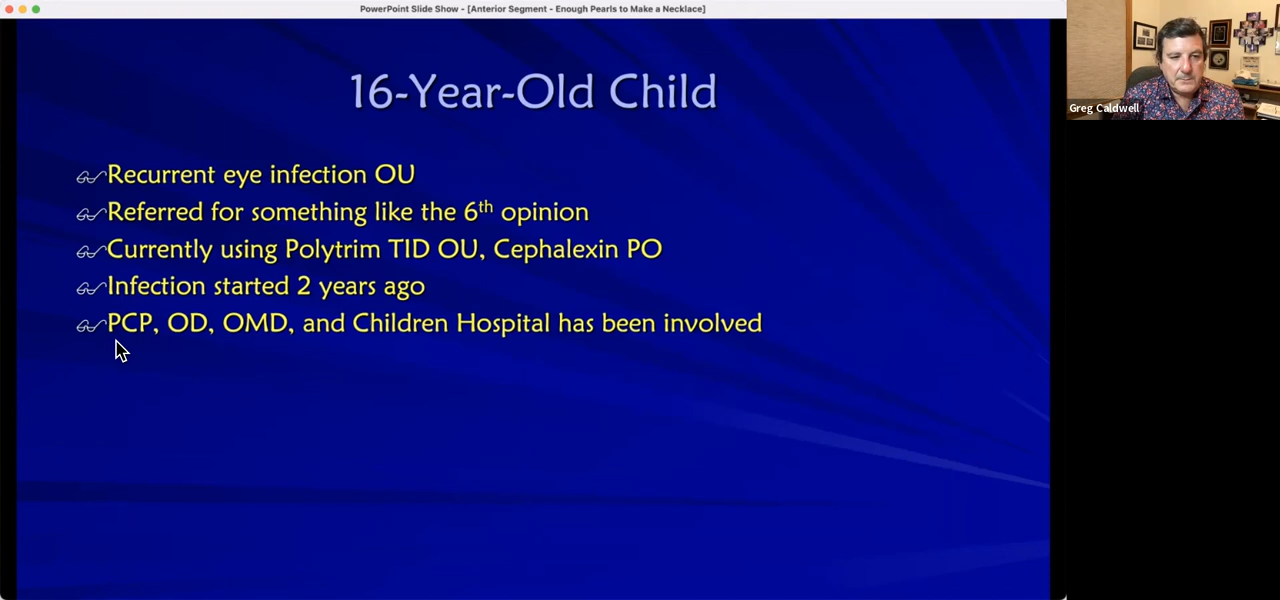 PowerPoint Slide Show - [Anterior Segment - Enough Pearls to Make a Necklace]
16-Year-Old Child
Recurrent eye infection OU
Referred for something like the 6th opinion
Currently using Polytrim TID OU, Cephalexin PO
Infection started 2 years ago
PCP, OD, OMD, and Children Hospital has been involved
Greg Caldwell